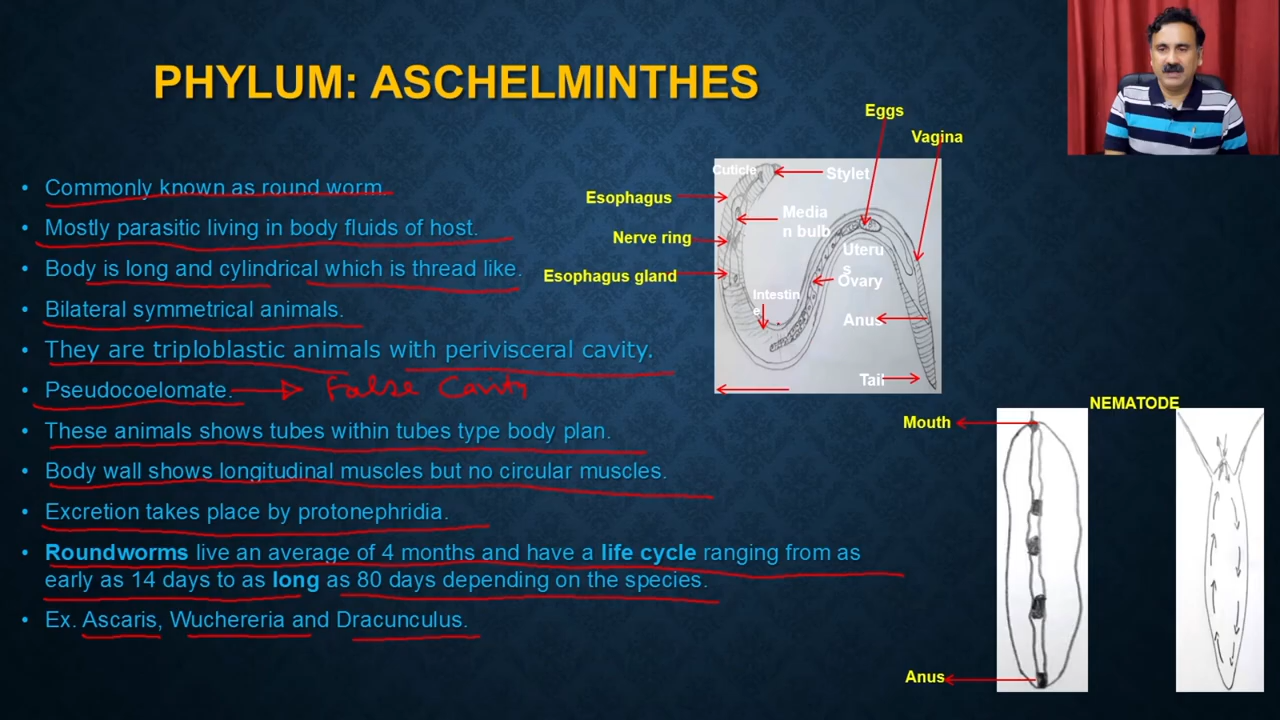 PHYLUM: ASCHELMINTHES
• Commonly known as round worm.
• Mostly parasitic living in body fluids of host.
• Body is long and cylindrical which is thread like.
• Bilateral symmetrical animals.
• They are triploblastic animals with perivisceral cavity.
• Pseudocoelomate. False Cavity
• These animals shows tubes within tubes type body plan.
• Body wall shows longitudinal muscles but no circular muscles.
• Excretion takes place by protonephridia.
• Roundworms live an average of 4 months and have a life cycle ranging from as
early as 14 days to as long as 80 days depending on the species.
• Ex. Ascaris, Wuchereria and Dracunculus.
Eggs
Vagina
Cuticle
Stylet
Esophagus
Media
n bulb
Nerve ring
Uteru
s
Esophagus gland
Ovary
Intestin
e
Anus
Tail
NEMATODE
Mouth
Anus